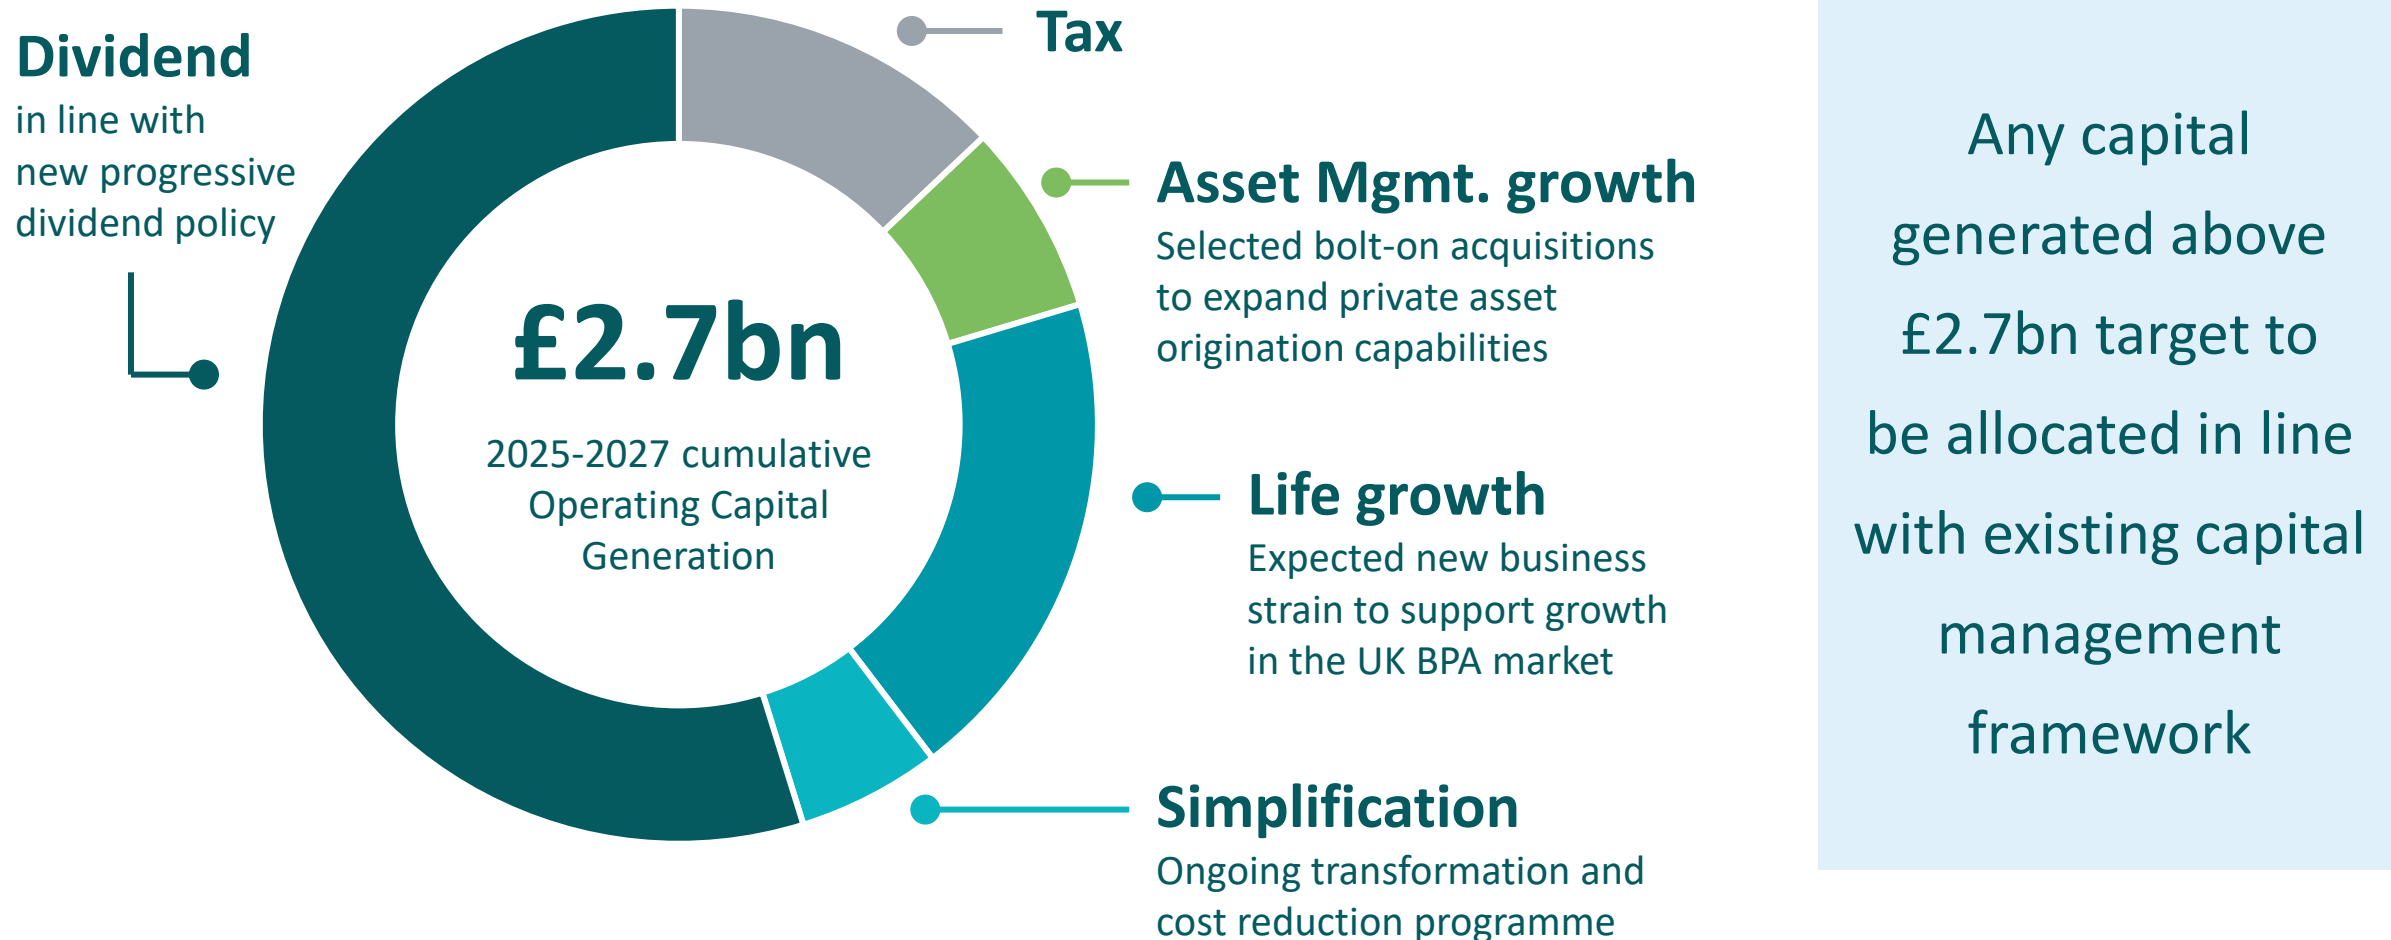 Dividend
in line with
new progressive
dividend policy
£2.7bn
2025-2027 cumulative
Operating Capital
Generation
Tax
Asset Mgmt. growth
Selected bolt-on acquisitions
to expand private asset
origination capabilities
Life growth
Expected new business
strain to support growth
in the UK BPA market
Simplification
Ongoing transformation and
cost reduction programme
Any capital
generated above
£2.7bn target to
be allocated in line
with existing capital
management
framework